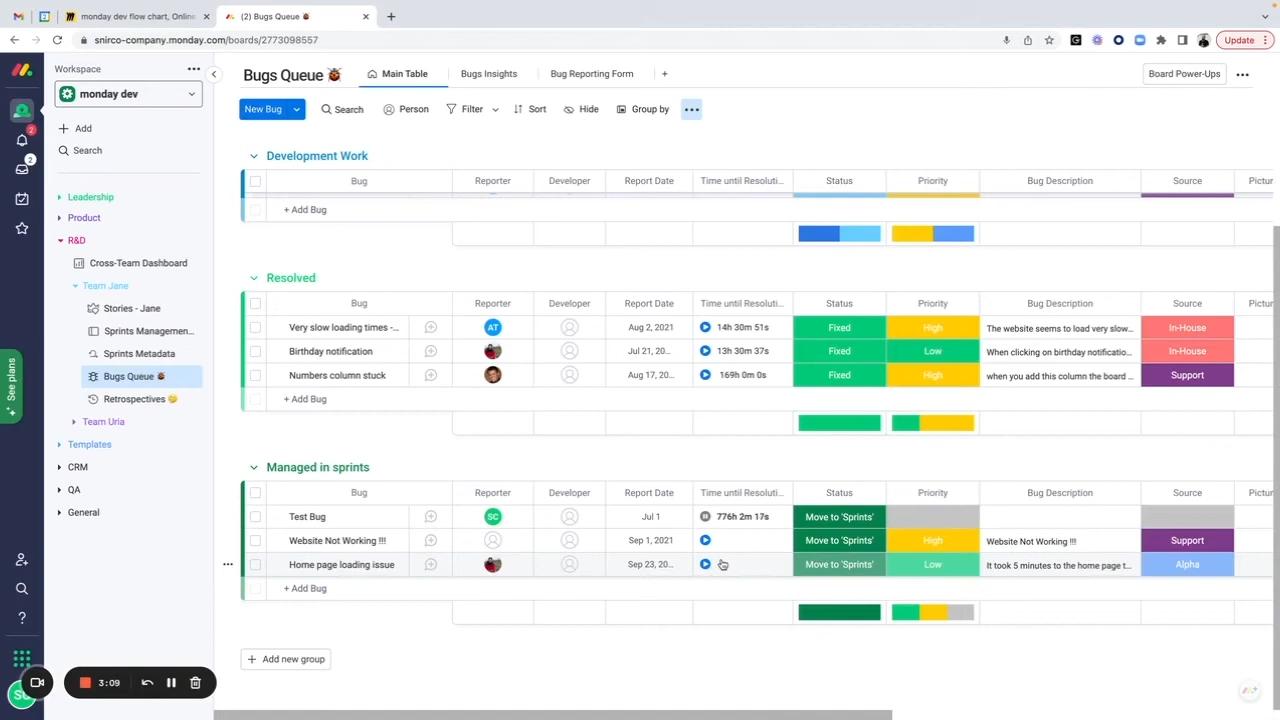 monday dev flow chart, Online
(2) Bugs Queue
snirco-company.monday.com/boards/2773098557
Update
Workspace
monday dev
Add
Search
Leadership
Product
R&D
Cross-Team Dashboard
Team Jane
Stories - Jane
Sprints Managemen...
Sprints Metadata
Bugs Queue
Retrospectives
Team Uria
Templates
CRM
QA
General
2
2
See plans
3:09
Bugs Queue
Main Table
Bugs Insights
Bug Reporting Form
Board Power-Ups
New Bug
Search
Person
Filter
Sort
Hide
Group by
Development Work
Bug Reporter Developer Report Date Time until Resoluti... Status Priority Bug Description Source Pictur
+ Add Bug
Resolved
Bug Reporter Developer Report Date Time until Resoluti... Status Priority Bug Description Source Pictur
Very slow loading times -... AT Aug 2, 2021 14h 30m 51s Fixed High The website seems to load very slow... In-House
Birthday notification Jul 21, 20... 13h 30m 37s Fixed Low When clicking on birthday notificatio... In-House
Numbers column stuck Aug 17, 20... 169h 0m 0s Fixed High when you add this column the board ... Support
+ Add Bug
Managed in sprints
Bug Reporter Developer Report Date Time until Resoluti... Status Priority Bug Description Source Pictur
Test Bug SC Jul 1 776h 2m 17s Move to 'Sprints'
Website Not Working !!! Sep 1, 2021 Move to 'Sprints' High Website Not Working !!! Support
Home page loading issue Sep 23, 20... Move to 'Sprints' Low It took 5 minutes to the home page t... Alpha
+ Add Bug
Add new group